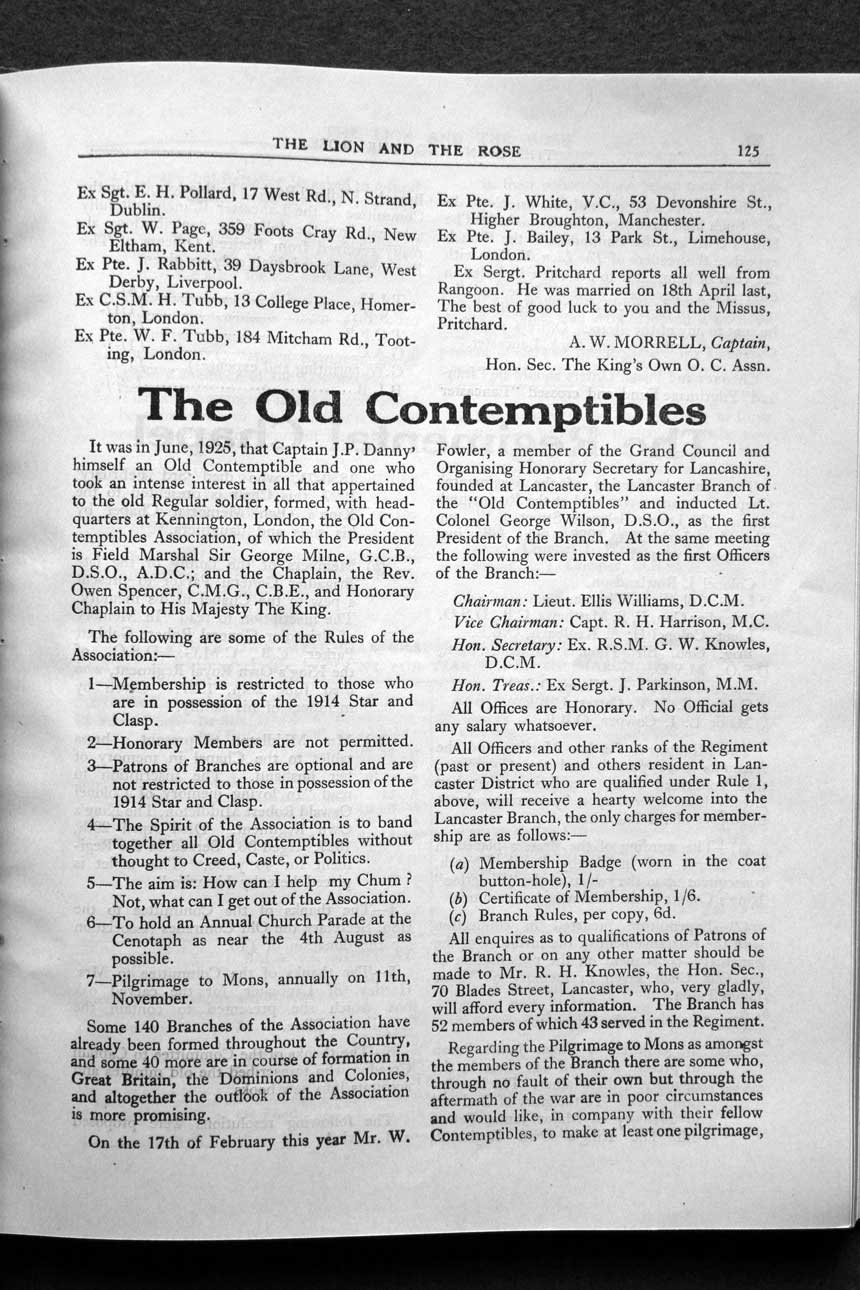 THE LION AND THE ROSE
125
Ex Sgt. E. H. Pollard, 17 West Rd., N. Strand,
Dublin.
Ex Sgt. W. Page, 359 Foots Cray Rd., New
Eltham, Kent.
Ex Pte. J. Rabbitt, 39 Daysbrook Lane, West
Derby, Liverpool.
Ex C.S.M. H. Tubb, 13 College Place, Homer-
ton, London.
Ex Pte. W. F. Tubb, 184 Mitcham Rd., Toot-
ing, London.
Ex Pte. J. White, V.C., 53 Devonshire St.,
Higher Broughton, Manchester.
Ex Pte. J. Bailey, 13 Park St., Limehouse,
London.
Ex Sergt. Pritchard reports all well from
Rangoon. He was married on 18th April last,
The best of good luck to you and the Missus,
Pritchard.
A. W. MORRELL, Captain,
Hon. Sec. The King's Own O. C. Assn.
The Old Contemptibles
It was in June, 1925, that Captain J.P. Danny'
himself an Old Contemptible and one who
took an intense interest in all that appertained
to the old Regular soldier, formed, with head-
quarters at Kennington, London, the Old Con-
temptibles Association, of which the President
is Field Marshal Sir George Milne, G.C.B.,
D.S.O., A.D.C.; and the Chaplain, the Rev.
Owen Spencer, C.M.G., C.B.E., and Honorary
Chaplain to His Majesty The King.
The following are some of the Rules of the
Association:—
1—Membership is restricted to those who
are in possession of the 1914 Star and
Clasp.
2—Honorary Members are not permitted.
3—Patrons of Branches are optional and are
not restricted to those in possession of the
1914 Star and Clasp.
4—The Spirit of the Association is to band
together all Old Contemptibles without
thought to Creed, Caste, or Politics.
5—The aim is: How can I help my Chum ?
Not, what can I get out of the Association.
6—To hold an Annual Church Parade at the
Cenotaph as near the 4th August as
possible.
7—Pilgrimage to Mons, annually on 11th,
November.
Some 140 Branches of the Association have
already been formed throughout the Country,
and some 40 more are in course of formation in
Great Britain, the Dominions and Colonies,
and altogether the outlook of the Association
is more promising.
On the 17th of February this year Mr. W.
Fowler, a member of the Grand Council and
Organising Honorary Secretary for Lancashire,
founded at Lancaster, the Lancaster Branch of
the "Old Contemptibles" and inducted Lt.
Colonel George Wilson, D.S.O., as the first
President of the Branch. At the same meeting
the following were invested as the first Officers
of the Branch:—
Chairman: Lieut. Ellis Williams, D.C.M.
Vice Chairman: Capt. R. H. Harrison, M.C.
Hon. Secretary: Ex. R.S.M. G. W. Knowles,
D.C.M.
Hon. Treas.: Ex Sergt. J. Parkinson, M.M.
All Offices are Honorary. No Official gets
any salary whatsoever.
All Officers and other ranks of the Regiment
(past or present) and others resident in Lan-
caster District who are qualified under Rule 1,
above, will receive a hearty welcome into the
Lancaster Branch, the only charges for member-
ship are as follows:—
(a) Membership Badge (worn in the coat
button-hole), 1/-
(b) Certificate of Membership, 1/6.
(c) Branch Rules, per copy, 6d.
All enquires as to qualifications of Patrons of
the Branch or on any other matter should be
made to Mr. R. H. Knowles, the Hon. Sec.,
70 Blades Street, Lancaster, who, very gladly,
will afford every information. The Branch has
52 members of which 43 served in the Regiment.
Regarding the Pilgrimage to Mons as amongst
the members of the Branch there are some who,
through no fault of their own but through the
aftermath of the war are in poor circumstances
and would like, in company with their fellow
Contemptibles, to make at least one pilgrimage,